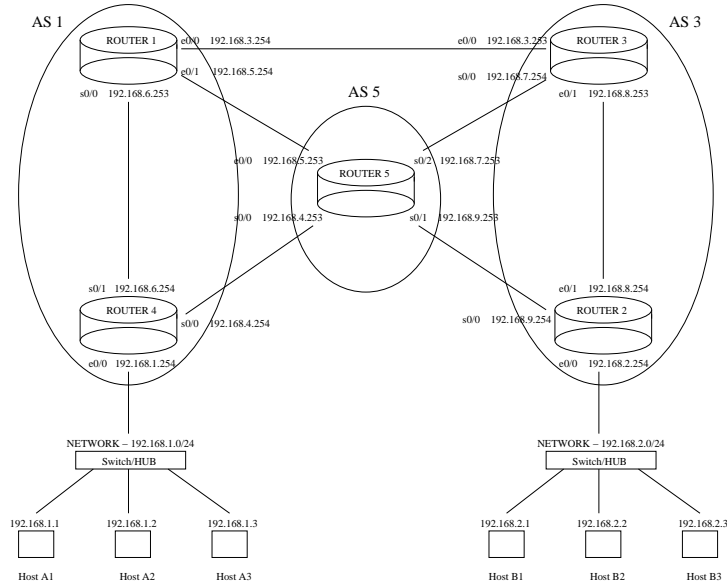 AS 1
AS 3
ROUTER 1
e0/0 192.168.3.254
e0/0 192.168.3.253
ROUTER 3
e0/1 192.168.5.254
s0/0 192.168.7.254
s0/0 192.168.6.253
AS 5
e0/1 192.168.8.253
e0/0 192.168.5.253
s0/2 192.168.7.253
ROUTER 5
s0/0 192.168.4.253
s0/1 192.168.9.253
s0/1 192.168.6.254
e0/1 192.168.8.254
ROUTER 4
s0/0 192.168.4.254
s0/0 192.168.9.254
ROUTER 2
e0/0 192.168.1.254
e0/0 192.168.2.254
NETWORK – 192.168.1.0/24
NETWORK – 192.168.2.0/24
Switch/HUB
Switch/HUB
192.168.1.1
192.168.1.2
192.168.1.3
192.168.2.1
192.168.2.2
192.168.2.3
Host A1
Host A2
Host A3
Host B1
Host B2
Host B3